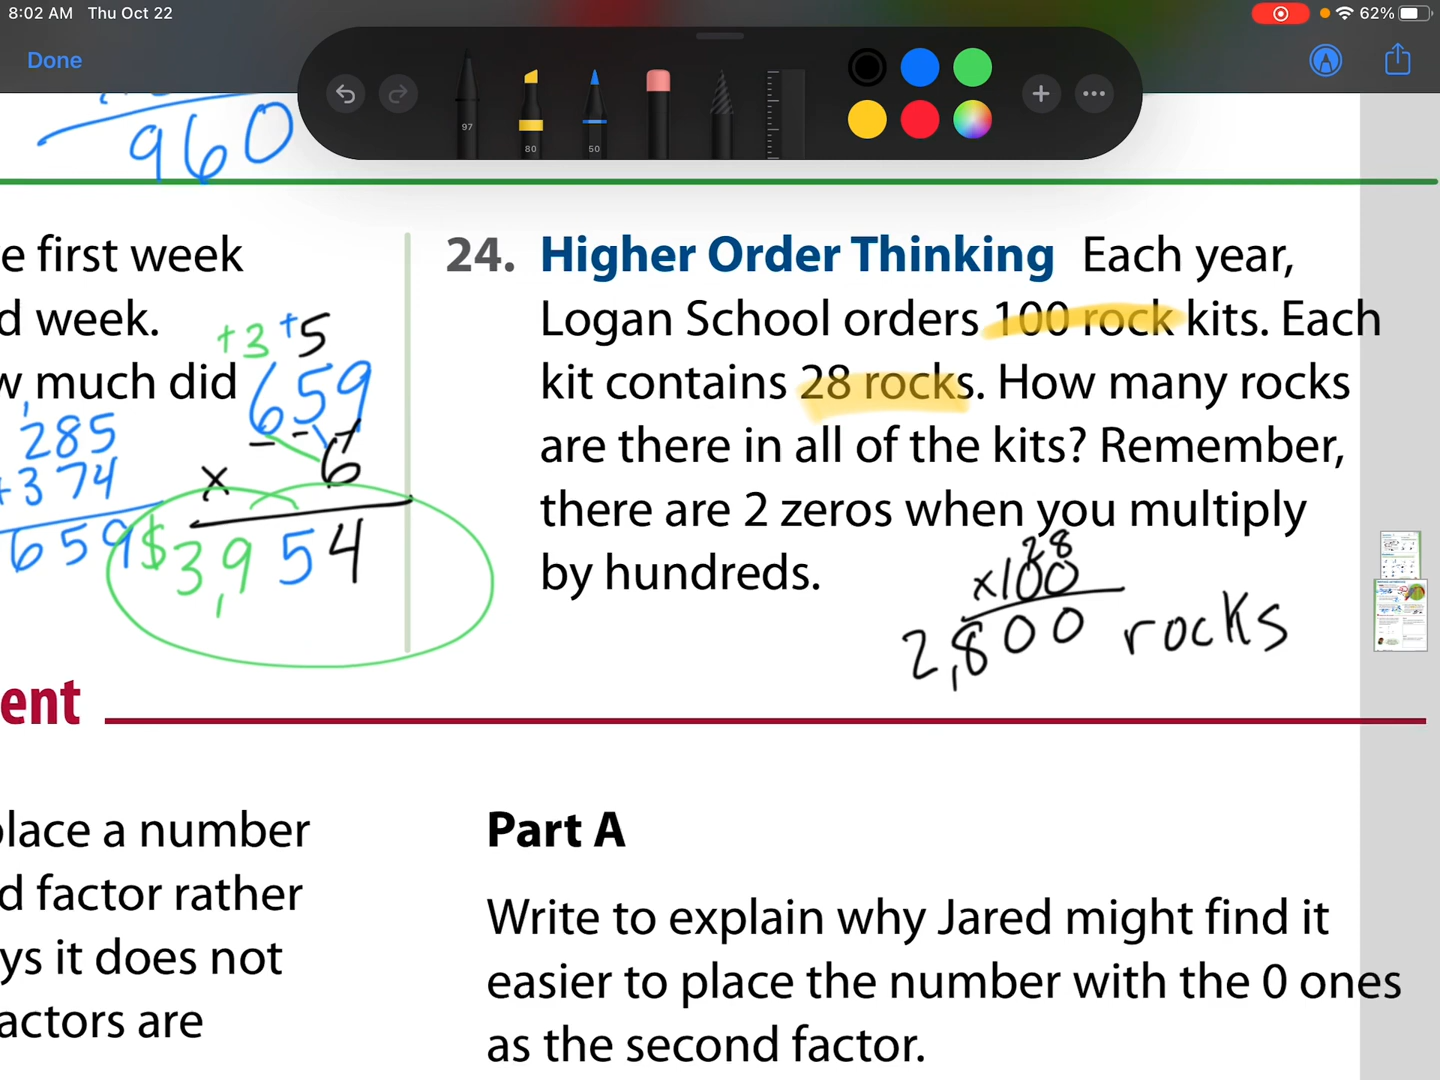 8:02 AM Thu Oct 22
62%
Done
97
80
50
960
e first week
d week.
w much did
1
285
+374
659
+3 +5
659
× 6
$3,954
24. Higher Order Thinking Each year,
Logan School orders 100 rock kits. Each
kit contains 28 rocks. How many rocks
are there in all of the kits? Remember,
there are 2 zeros when you multiply
by hundreds.
28
×100
2,800 rocks
ent
place a number
d factor rather
ys it does not
actors are
Part A
Write to explain why Jared might find it
easier to place the number with the 0 ones
as the second factor.